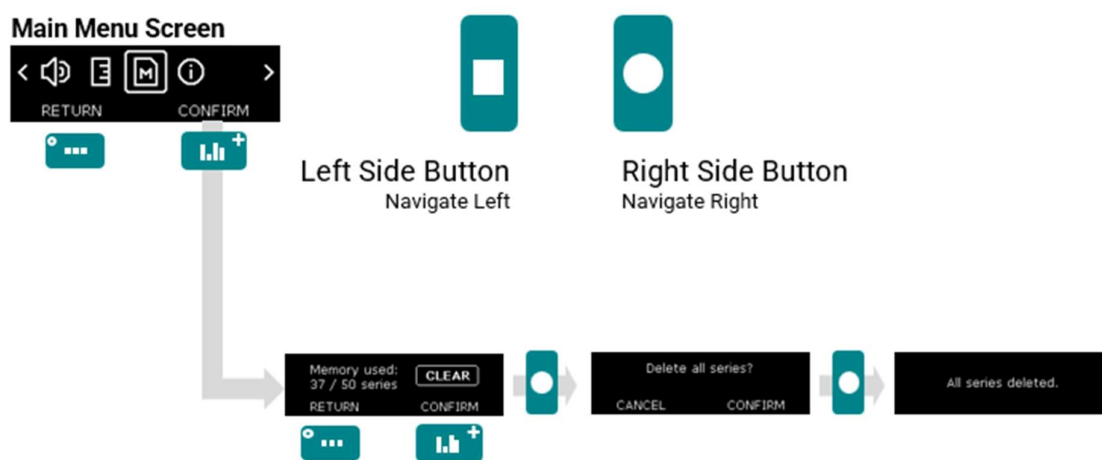 Main Menu Screen
RETURN CONFIRM
Left Side Button
Navigate Left
Right Side Button
Navigate Right
Memory used:
37 / 50 series
CLEAR
RETURN CONFIRM
Delete all series?
CANCEL CONFIRM
All series deleted.